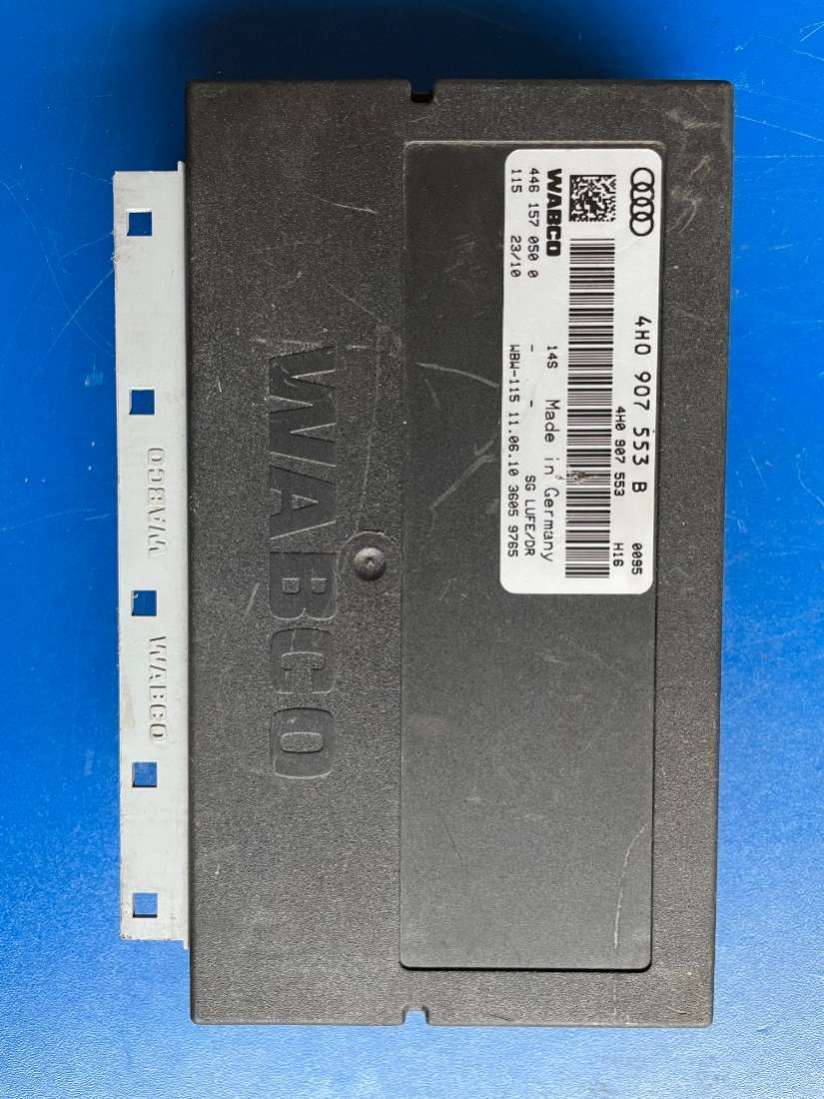 4H0 907 553 B 0095
4H0 907 553 H16
WABCO 14S Made in Germany
446 157 050 0 - - SG LUFE/DR
115 23/10 WBW-115 11.06.10 3605 9765
WABCO
WABCO
WABCO